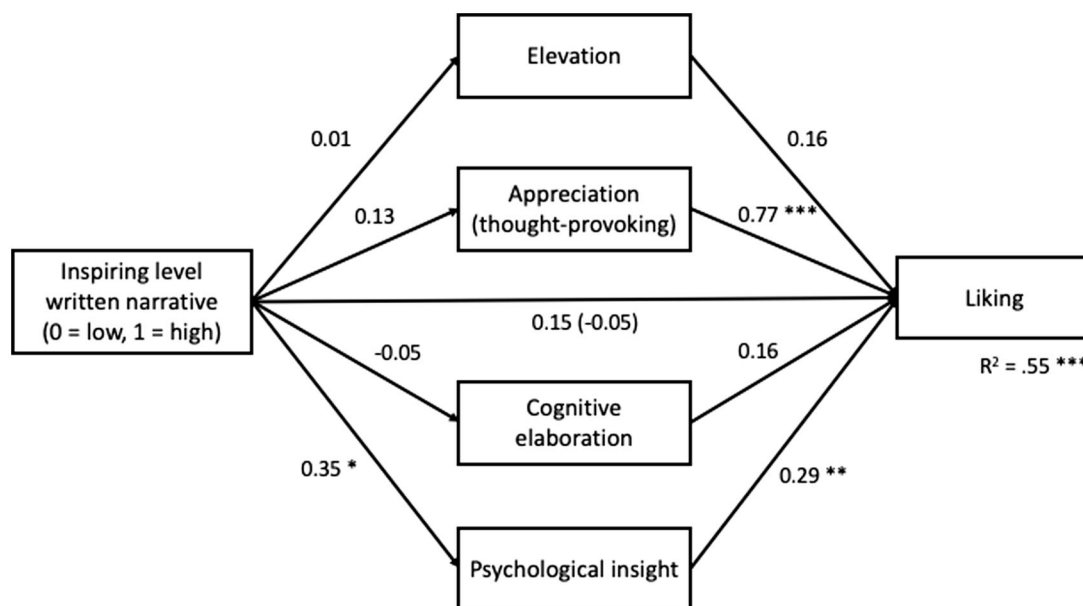 Elevation
0.01
0.16
Appreciation
(thought-provoking)
0.13
0.77 ***
Inspiring level
written narrative
(0 = low, 1 = high)
Liking
0.15 (-0.05)
R² = .55 ***
-0.05
0.16
Cognitive
elaboration
0.35 *
0.29 **
Psychological insight